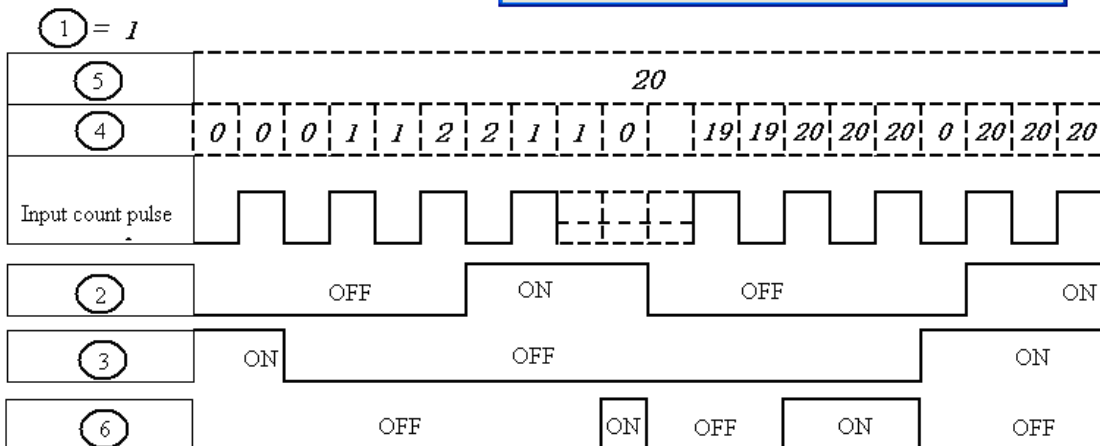 1 = 1
5 20
4 0 0 0 1 1 2 2 1 1 0 19 19 20 20 20 0 20 20 20
Input count pulse
2 OFF ON OFF ON
3 ON OFF ON
6 OFF ON OFF ON OFF